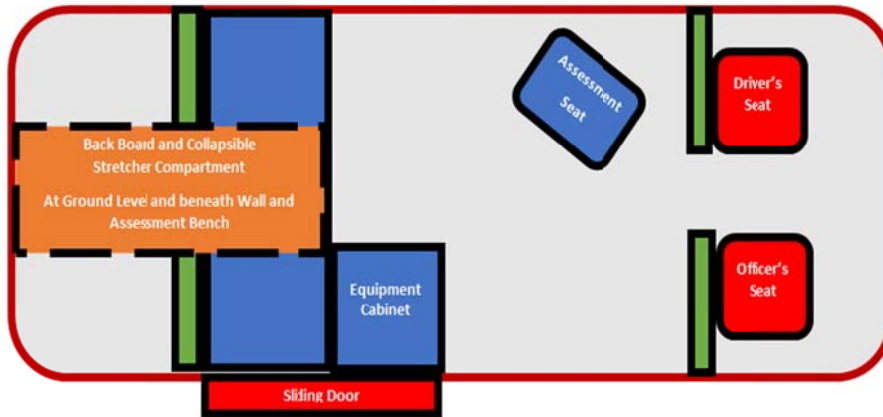 Back Board and Collapsible
Stretcher Compartment
At Ground Level and beneath Wall and
Assessment Bench
Equipment
Cabinet
Sliding Door
Assessment
Seat
Driver's
Seat
Officer's
Seat